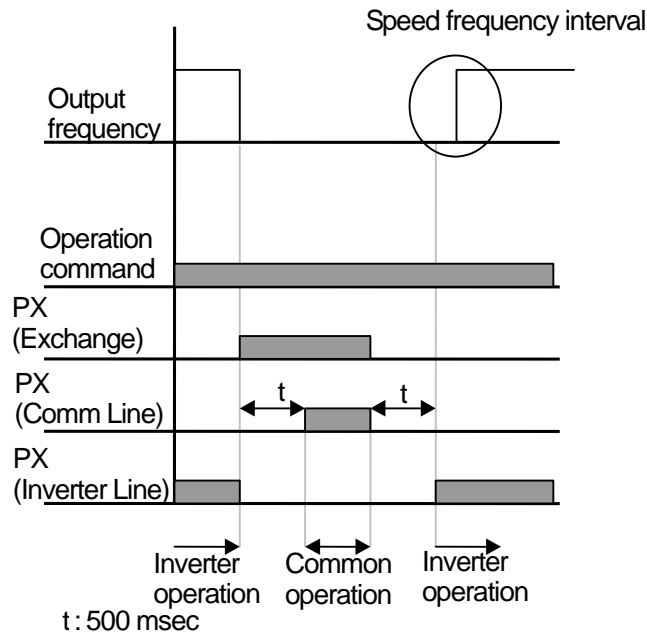 Speed frequency interval
Output
frequency
Operation
command
PX
(Exchange)
PX
(Comm Line)
t
t
PX
(Inverter Line)
Inverter
operation
Common
operation
Inverter
operation
t : 500 msec